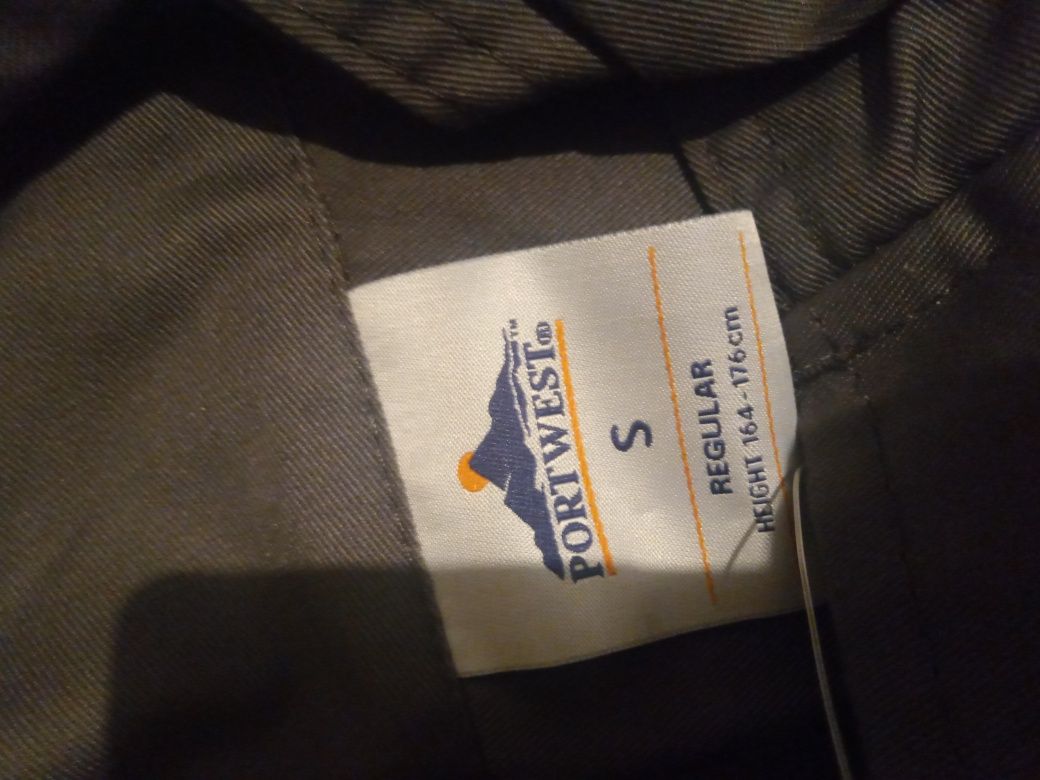 PORTWEST™
S
REGULAR
HEIGHT 164-176cm